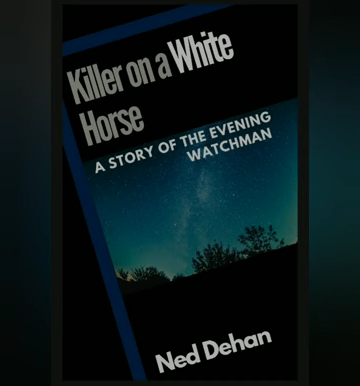 Killer on a White
Horse
A STORY OF THE EVENING
WATCHMAN
Ned Dehan